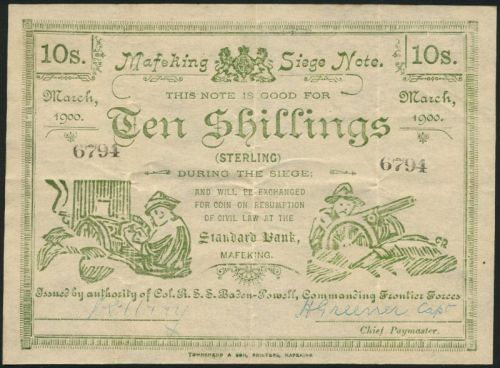 10s. Mafeking Siege Note. 10s.
THIS NOTE IS GOOD FOR
March, 1900. Ten Shillings March, 1900.
6794 (STERLING) 6794
DURING THE SIEGE;
AND WILL BE EXCHANGED
FOR COIN ON RESUMPTION
OF CIVIL LAW AT THE
Standard Bank,
MAFEKING.
Issued by authority of Col. R. S. S. Baden-Powell, Commanding Frontier Forces
H Greener Capt
Chief Paymaster.
TOWNSHEND & SON, PRINTERS, MAFEKING